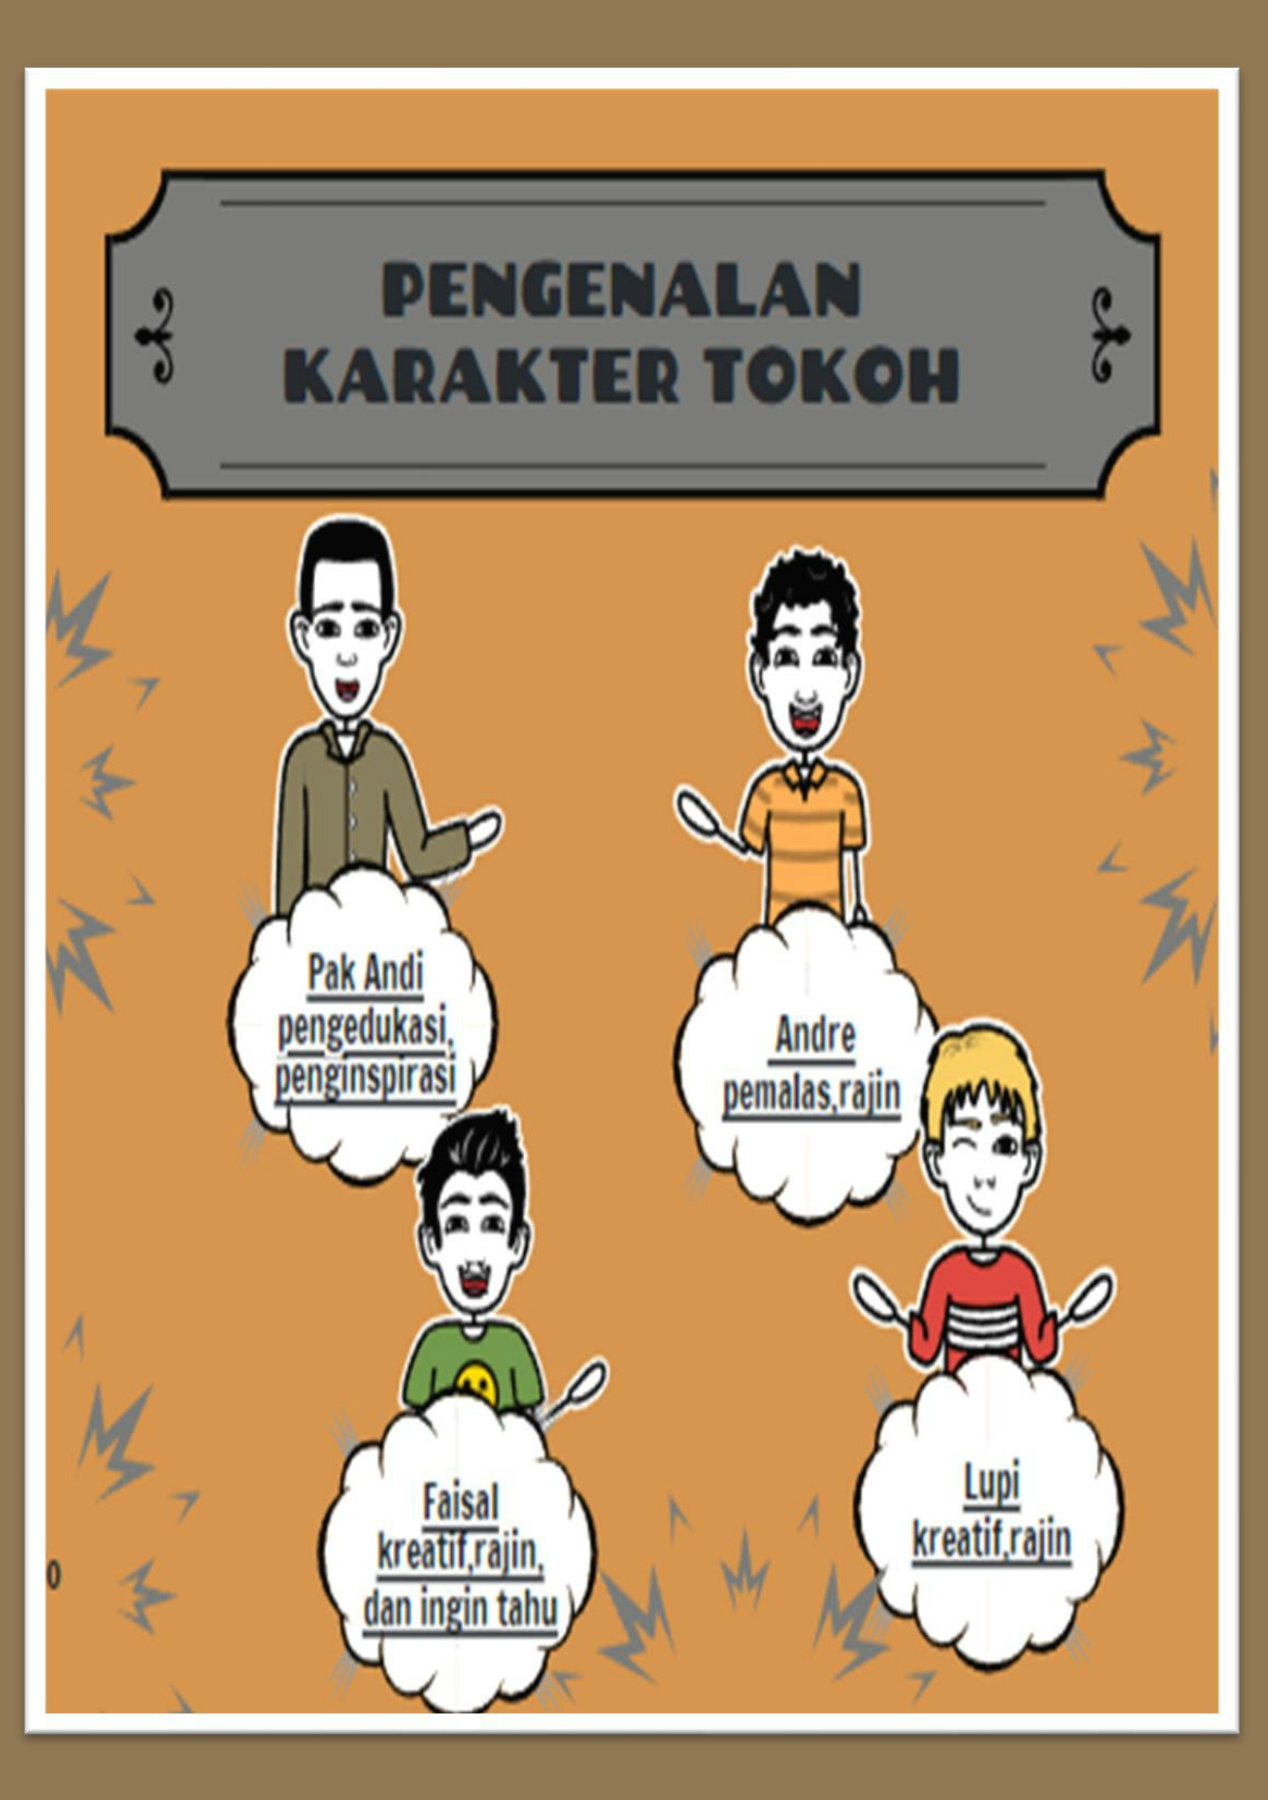 PENGENALAN
KARAKTER TOKOH
Pak Andi
pengedukasi,
penginspirasi
Andre
pemalas,rajin
Faisal
kreatif,rajin,
dan ingin tahu
Lupi
kreatif,rajin
0